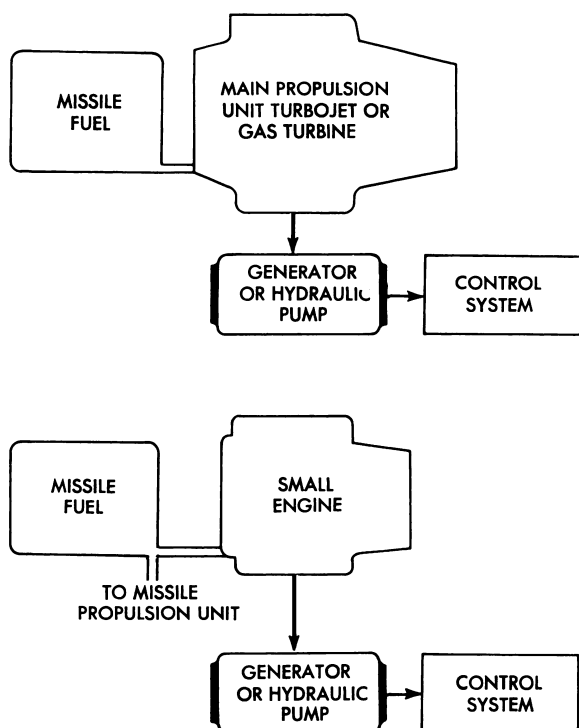 MISSILE
FUEL
MAIN PROPULSION
UNIT TURBOJET OR
GAS TURBINE
GENERATOR
OR HYDRAULIC
PUMP
CONTROL
SYSTEM
MISSILE
FUEL
SMALL
ENGINE
TO MISSILE
PROPULSION UNIT
GENERATOR
OR HYDRAULIC
PUMP
CONTROL
SYSTEM